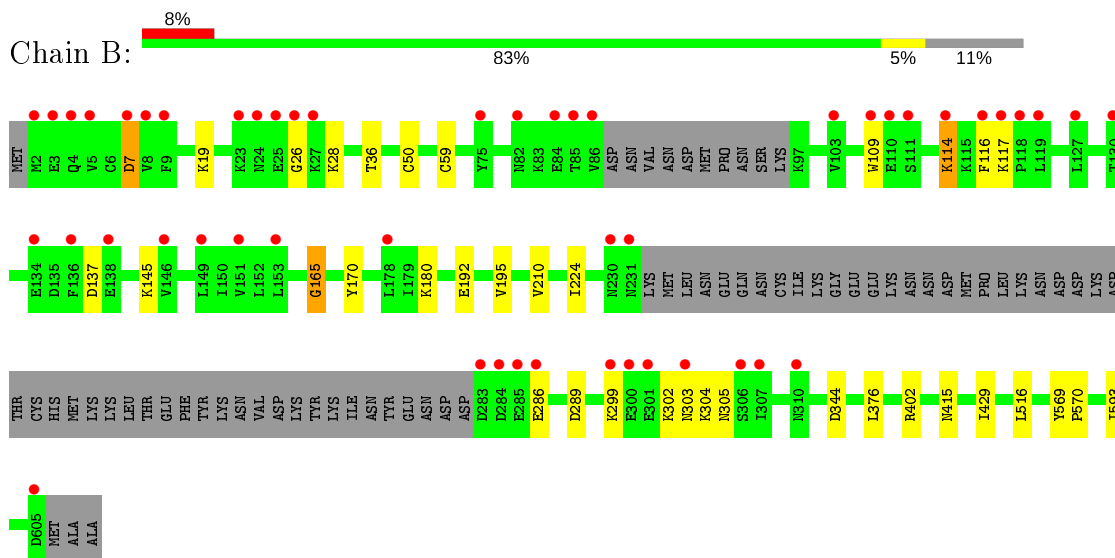 8%
Chain B:
83% 5% 11%
MET M2 E3 Q4 V5 C6 D7 V8 F9 K19 K23 N24 E25 G26 K27 K28 T36 C50 C59 Y75 N82 K83 E84 T85 V86 ASP ASN VAL ASN ASP MET PRO ASN SER LYS K97 V103 W109 E110 S111 K114 K115 F116 K117 P118 L119 L127 T130
E134 D135 F136 D137 E138 K145 V146 L149 I150 V151 L152 L153 G165 Y170 L178 I179 K180 E192 V195 V210 I224 N230 N231 LYS MET LEU ASN GLU GLN ASN CYS ILE LYS GLY GLU GLU LYS ASN ASN ASP MET PRO LEU LYS ASN ASP ASP LYS ASP
THR CYS HIS MET LYS LYS LEU THR GLU PHE TYR LYS ASN VAL ASP LYS TYR LYS ILE ASN TYR GLU ASN ASP ASP D283 D284 E285 E286 D289 K299 E300 E301 K302 N303 K304 N305 S306 I307 N310 D344 L376 R402 N415 I429 L516 Y569 P570
D605 MET ALA ALA